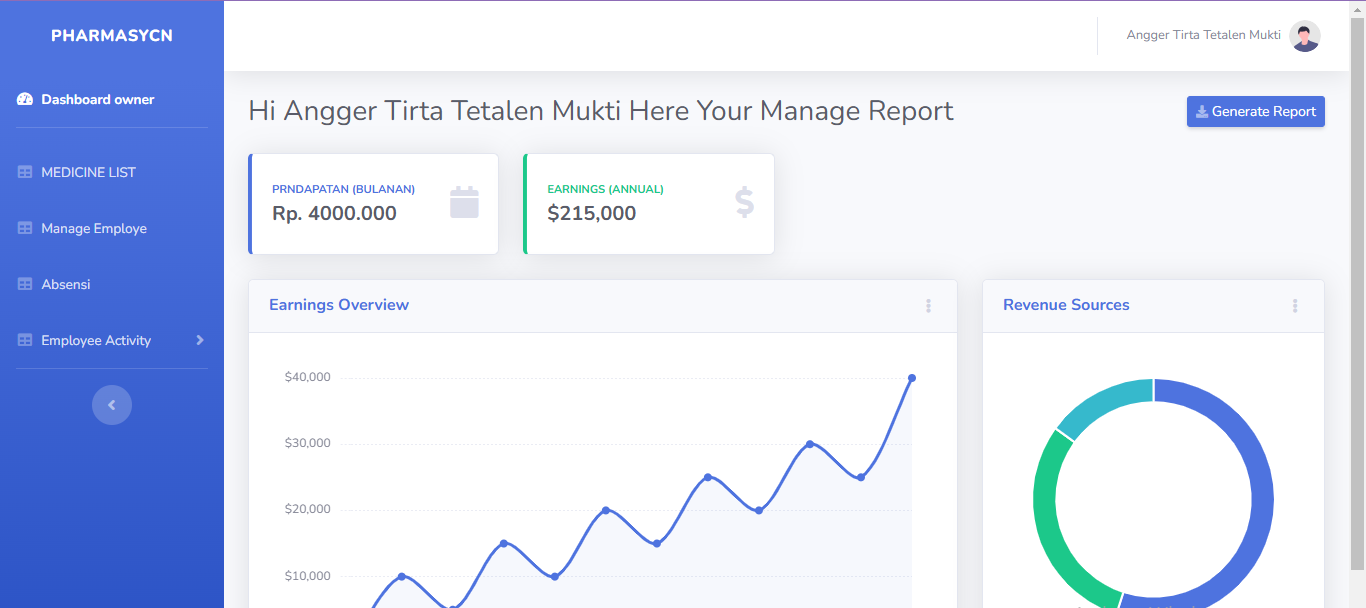 PHARMASYCN
Angger Tirta Tetalen Mukti
Dashboard owner
MEDICINE LIST
Manage Employe
Absensi
Employee Activity
Hi Angger Tirta Tetalen Mukti Here Your Manage Report
Generate Report
PRNDAPATAN (BULANAN)
Rp. 4000.000
EARNINGS (ANNUAL)
$215,000
Earnings Overview
$40,000
$30,000
$20,000
$10,000
Revenue Sources